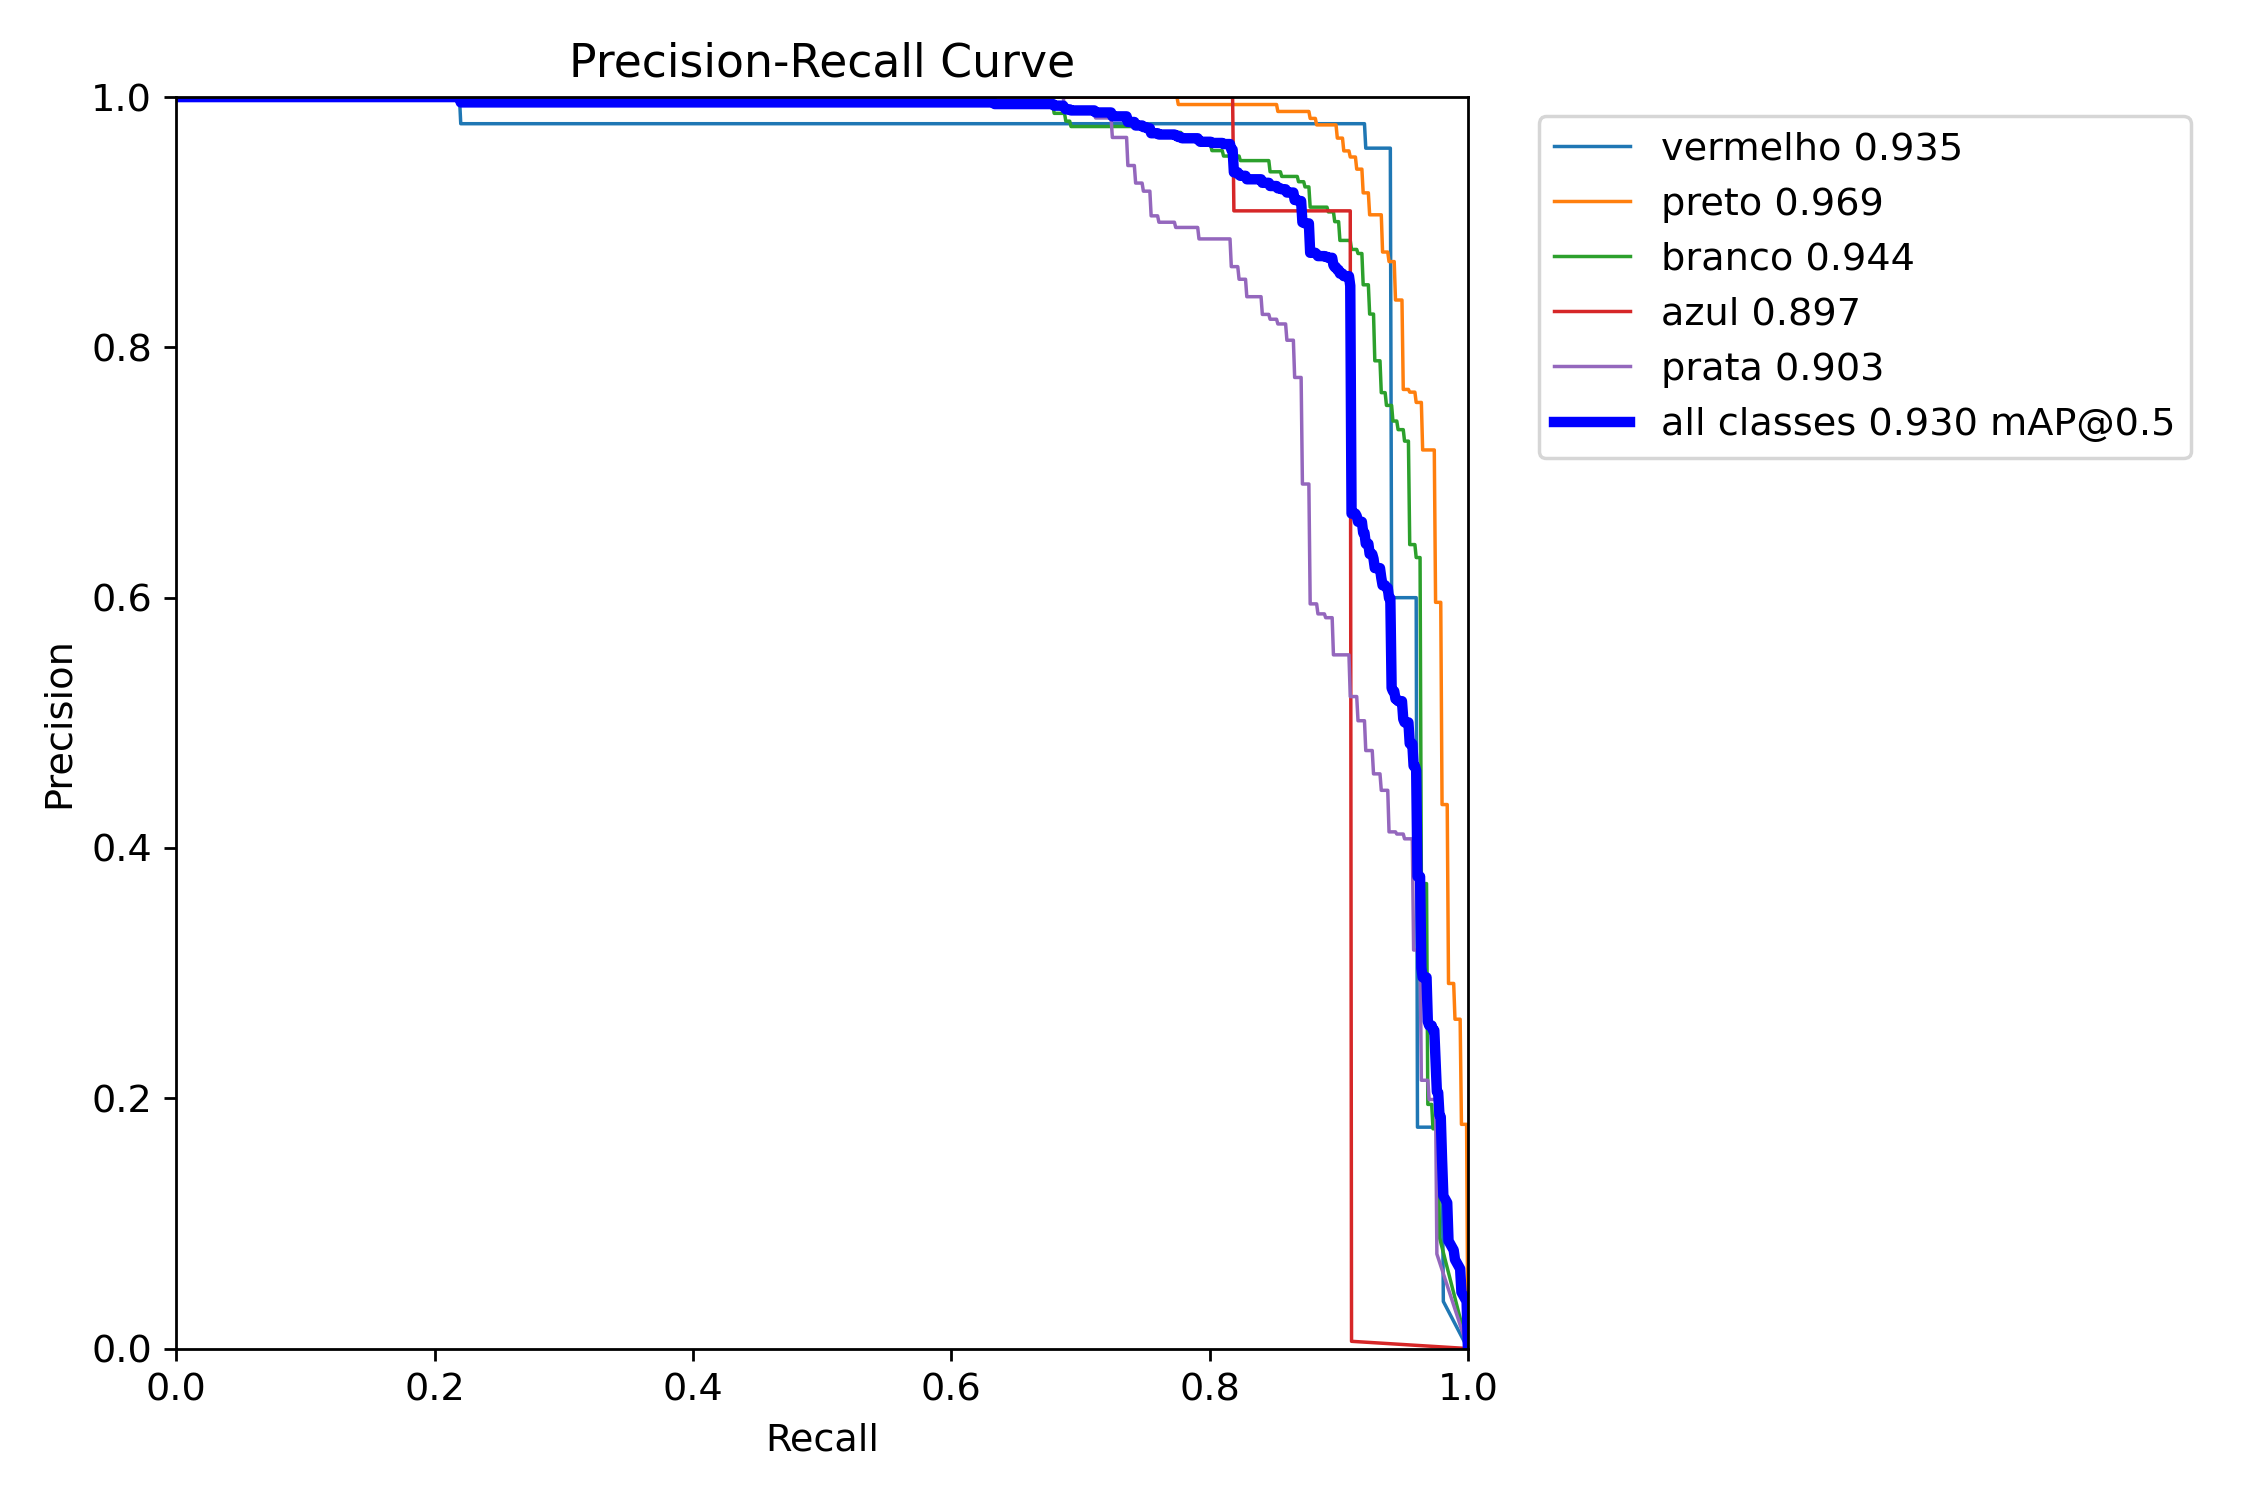 Precision-Recall Curve
1.0
0.8
0.6
0.4
0.2
0.0
Precision
0.0 0.2 0.4 0.6 0.8 1.0
Recall
vermelho 0.935
preto 0.969
branco 0.944
azul 0.897
prata 0.903
all classes 0.930 mAP@0.5